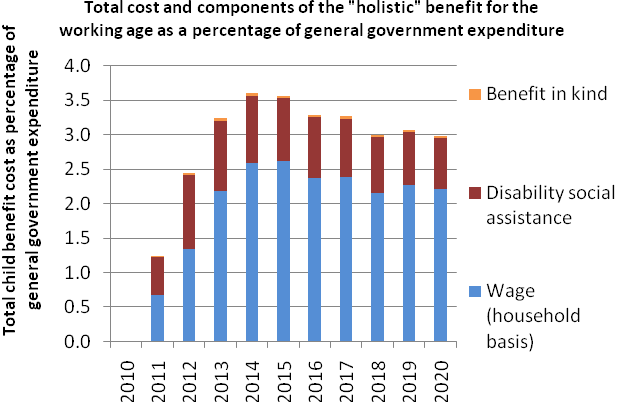 Total cost and components of the "holistic" benefit for the
working age as a percentage of general government expenditure
Total child benefit cost as percentage of
general government expenditure
4.0
3.5
3.0
2.5
2.0
1.5
1.0
0.5
0.0
2010
2011
2012
2013
2014
2015
2016
2017
2018
2019
2020
Benefit in kind
Disability social
assistance
Wage
(household
basis)